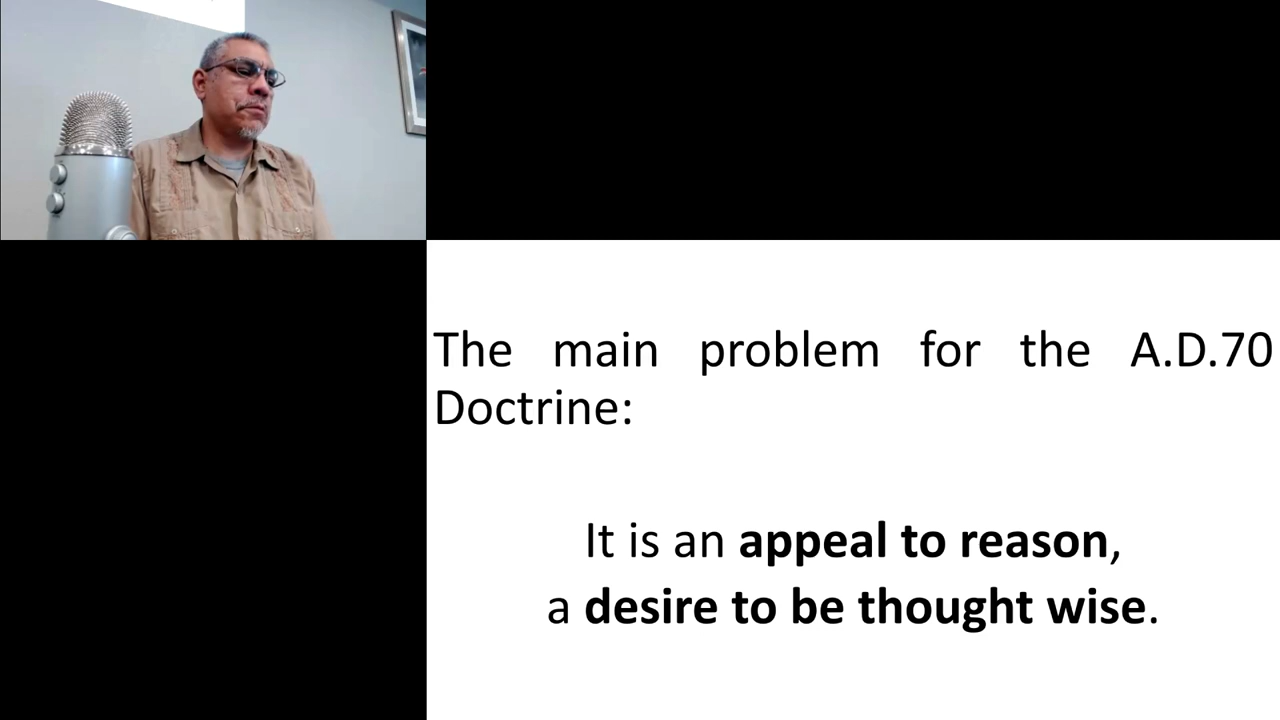 The main problem for the A.D.70
Doctrine:
It is an appeal to reason,
a desire to be thought wise.